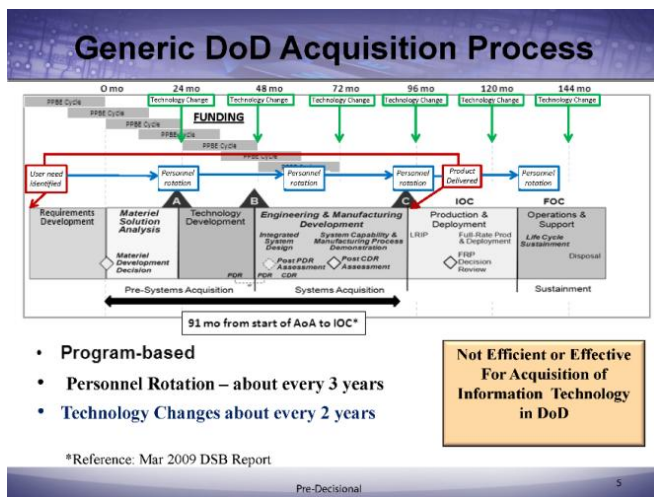 Generic DoD Acquisition Process
0 mo 24 mo 48 mo 72 mo 96 mo 120 mo 144 mo
PPBE Cycle
Technology Change Technology Change Technology Change Technology Change Technology Change Technology Change
PPBE Cycle
PPBE Cycle FUNDING
PPBE Cycle
PPBE Cycle
PPBE Cycle
User need
Identified
Personnel
rotation
Personnel
rotation
Personnel
rotation
Product
Delivered
Personnel
rotation
A B C IOC FOC
Requirements
Development
Materiel
Solution
Analysis
Materiel
Development
Decision
Technology
Development
PDR
Engineering & Manufacturing
Development
Integrated
System
Design
System Capability &
Manufacturing Process
Demonstration
Post PDR
Assessment
Post CDR
Assessment
PDR CDR
Production &
Deployment
LRIP
Full-Rate Prod
& Deployment
FRP
Decision
Review
Operations &
Support
Life Cycle
Sustainment
Disposal
Pre-Systems Acquisition Systems Acquisition Sustainment
91 mo from start of AoA to IOC*
• Program-based
• Personnel Rotation – about every 3 years
• Technology Changes about every 2 years
Not Efficient or Effective
For Acquisition of
Information Technology
in DoD
*Reference: Mar 2009 DSB Report
Pre-Decisional
5